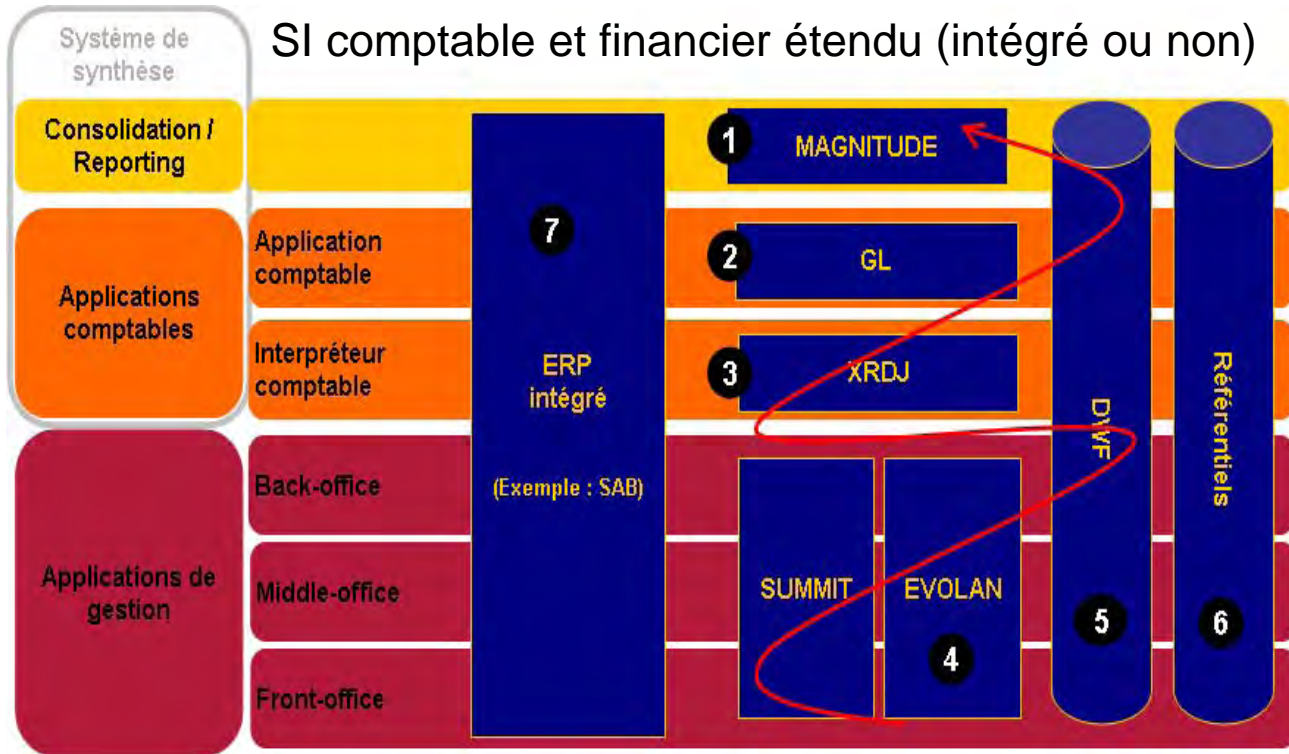 SI comptable et financier étendu (intégré ou non)
Système de
synthèse
Consolidation /
Reporting
Applications
comptables
Applications de
gestion
Application
comptable
Interpréteur
comptable
Back-office
Middle-office
Front-office
7
ERP
intégré
(Exemple : SAB)
1
MAGNITUDE
2
GL
3
XRDJ
SUMMIT
EVOLAN
4
DWF
5
Référentiels
6